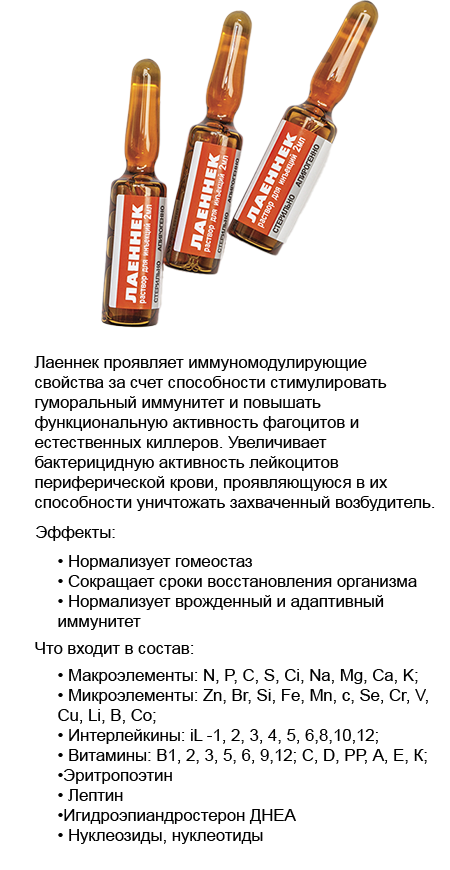 ЛАЕННЕК
раствор для инъекций 2мл
СТЕРИЛЬНО АПИРОГЕННО
ЛАЕННЕК
раствор для инъекций 2мл
СТЕРИЛЬНО АПИРОГЕННО
ЛАЕННЕК
раствор для инъекций 2мл
СТЕРИЛЬНО АПИРОГЕННО
Лаеннек проявляет иммуномодулирующие
свойства за счет способности стимулировать
гуморальный иммунитет и повышать
функциональную активность фагоцитов и
естественных киллеров. Увеличивает
бактерицидную активность лейкоцитов
периферической крови, проявляющуюся в их
способности уничтожать захваченный возбудитель.
Эффекты:
• Нормализует гомеостаз
• Сокращает сроки восстановления организма
• Нормализует врожденный и адаптивный
иммунитет
Что входит в состав:
• Макроэлементы: N, P, C, S, Ci, Na, Mg, Ca, K;
• Микроэлементы: Zn, Br, Si, Fe, Mn, c, Se, Cr, V,
Cu, Li, B, Co;
• Интерлейкины: iL -1, 2, 3, 4, 5, 6,8,10,12;
• Витамины: B1, 2, 3, 5, 6, 9,12; C, D, PP, A, E, К;
•Эритропоэтин
• Лептин
•Игидроэпиандростерон ДНЕА
• Нуклеозиды, нуклеотиды